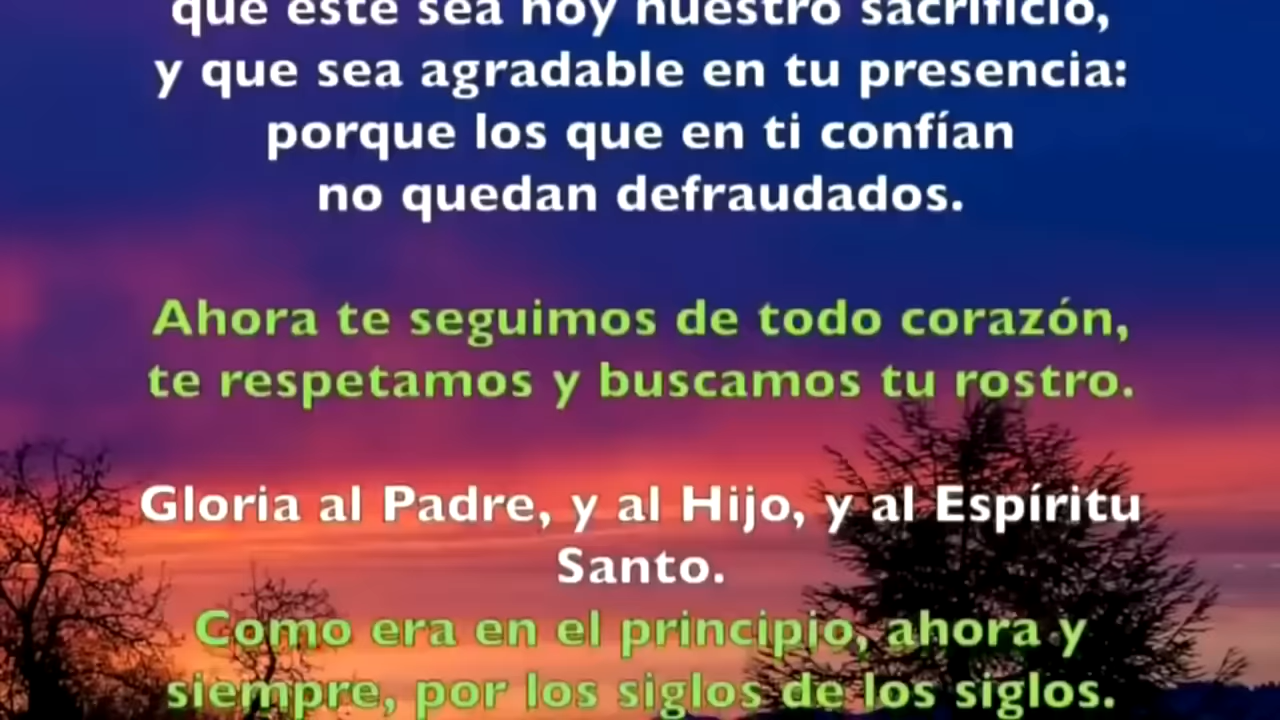 que este sea hoy nuestro sacrificio,
y que sea agradable en tu presencia:
porque los que en ti confían
no quedan defraudados.
Ahora te seguimos de todo corazón,
te respetamos y buscamos tu rostro.
Gloria al Padre, y al Hijo, y al Espíritu
Santo.
Como era en el principio, ahora y
siempre, por los siglos de los siglos.